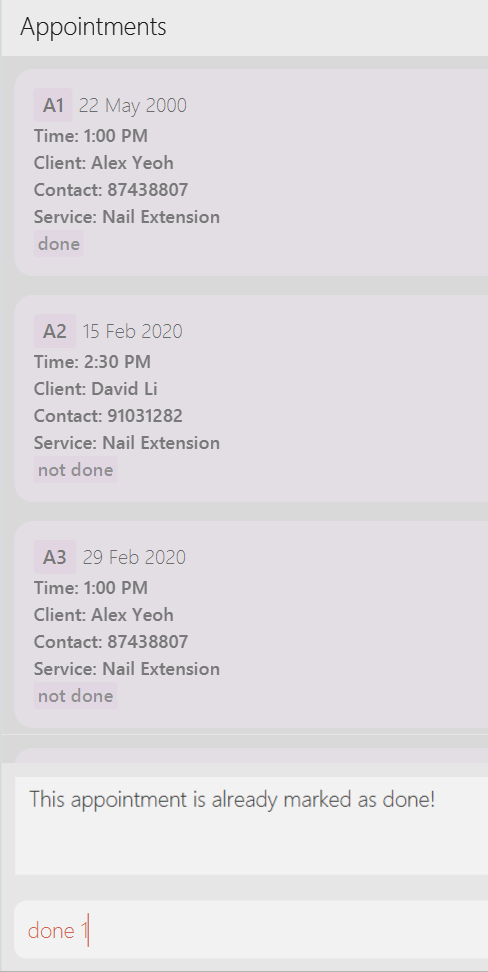 Appointments
A1 22 May 2000
Time: 1:00 PM
Client: Alex Yeoh
Contact: 87438807
Service: Nail Extension
done
A2 15 Feb 2020
Time: 2:30 PM
Client: David Li
Contact: 91031282
Service: Nail Extension
not done
A3 29 Feb 2020
Time: 1:00 PM
Client: Alex Yeoh
Contact: 87438807
Service: Nail Extension
not done
This appointment is already marked as done!
done 1